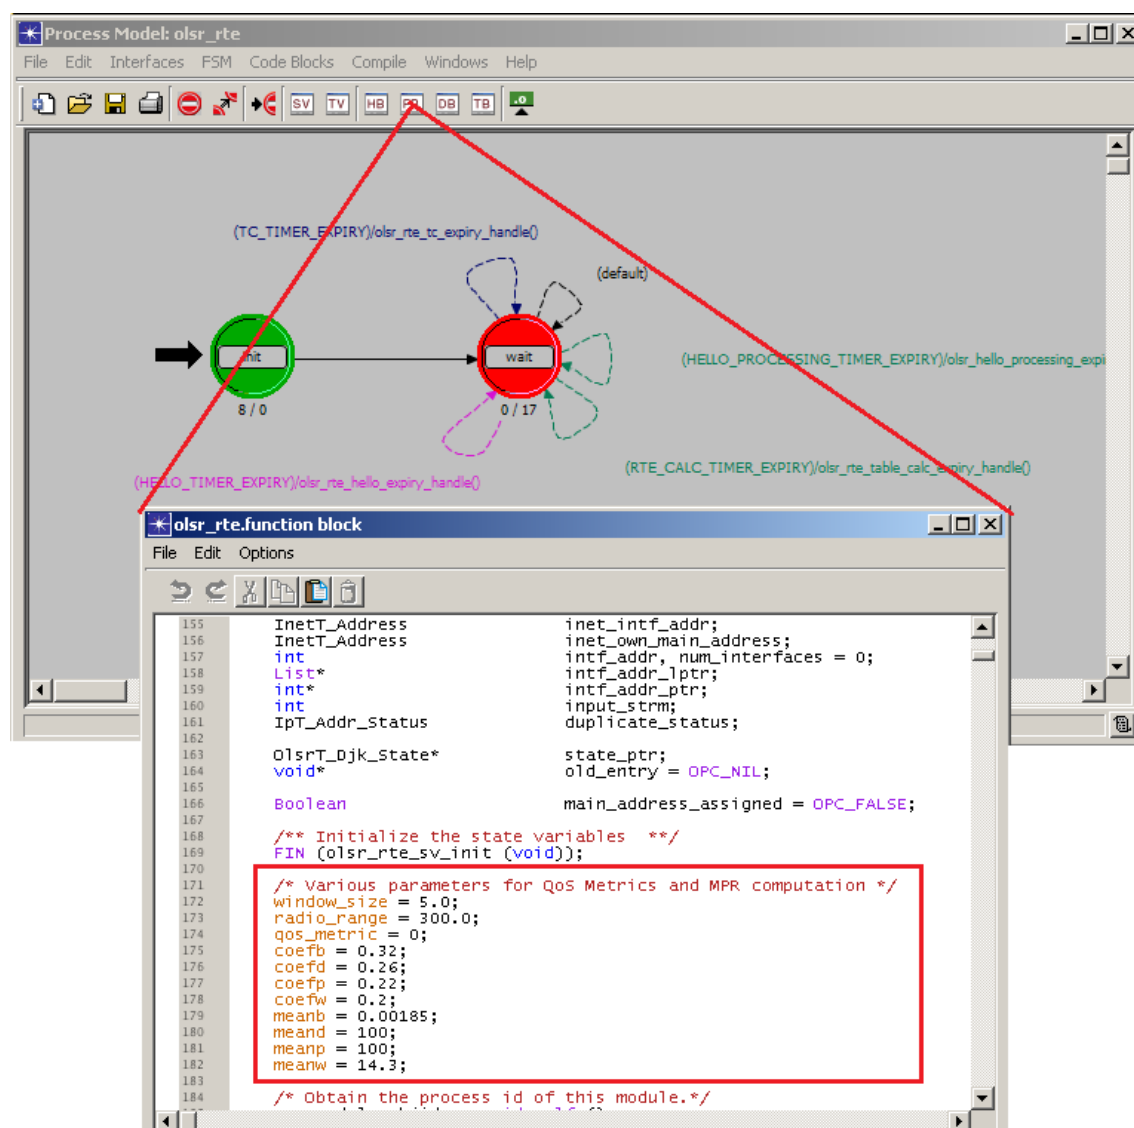 Process Model: olsr_rte
File Edit Interfaces FSM Code Blocks Compile Windows Help
SV TV HB DB TB .0
(TC_TIMER_EXPIRY)/olsr_rte_tc_expiry_handle()
(default)
init
wait
(HELLO_PROCESSING_TIMER_EXPIRY)/olsr_hello_processing_expi
8 / 0
0 / 17
(RTE_CALC_TIMER_EXPIRY)/olsr_rte_table_calc_expiry_handle()
(HELLO_TIMER_EXPIRY)/olsr_rte_hello_expiry_handle()
olsr_rte.function block
File Edit Options
155 InetT_Address inet_intf_addr;
156 InetT_Address inet_own_main_address;
157 int intf_addr, num_interfaces = 0;
158 List* intf_addr_lptr;
159 int* intf_addr_ptr;
160 int input_strm;
161 IpT_Addr_Status duplicate_status;
162
163 OlsrT_Djk_State* state_ptr;
164 void* old_entry = OPC_NIL;
165
166 Boolean main_address_assigned = OPC_FALSE;
167
168 /** Initialize the state variables **/
169 FIN (olsr_rte_sv_init (void));
170
171 /* Various parameters for QoS Metrics and MPR computation */
172 window_size = 5.0;
173 radio_range = 300.0;
174 qos_metric = 0;
175 coefb = 0.32;
176 coefd = 0.26;
177 coefp = 0.22;
178 coefw = 0.2;
179 meanb = 0.00185;
180 meand = 100;
181 meanp = 100;
182 meanw = 14.3;
183
184 /* Obtain the process id of this module.*/